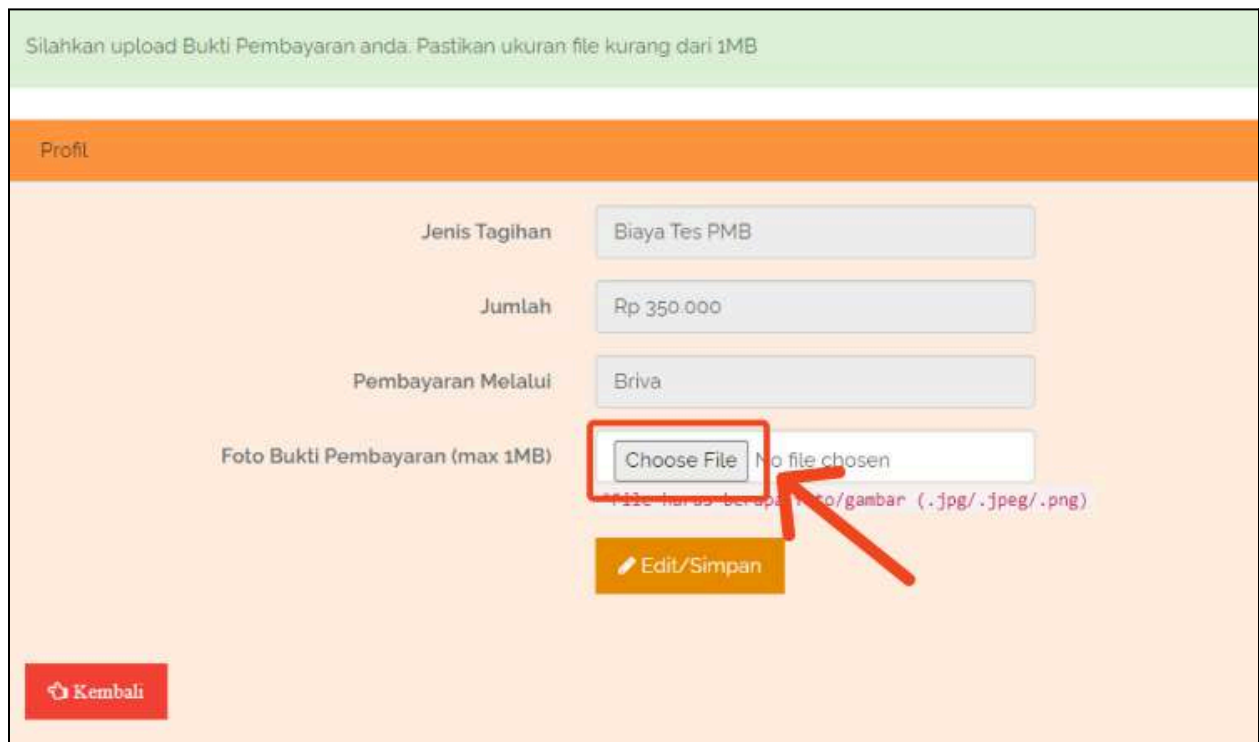 Silahkan upload Bukti Pembayaran anda. Pastikan ukuran file kurang dari 1MB
Profil
Jenis Tagihan Biaya Tes PMB
Jumlah Rp 350.000
Pembayaran Melalui Briva
Foto Bukti Pembayaran (max 1MB) Choose File No file chosen
*File harus /gambar (.jpg/.jpeg/.png)
Edit/Simpan
Kembali